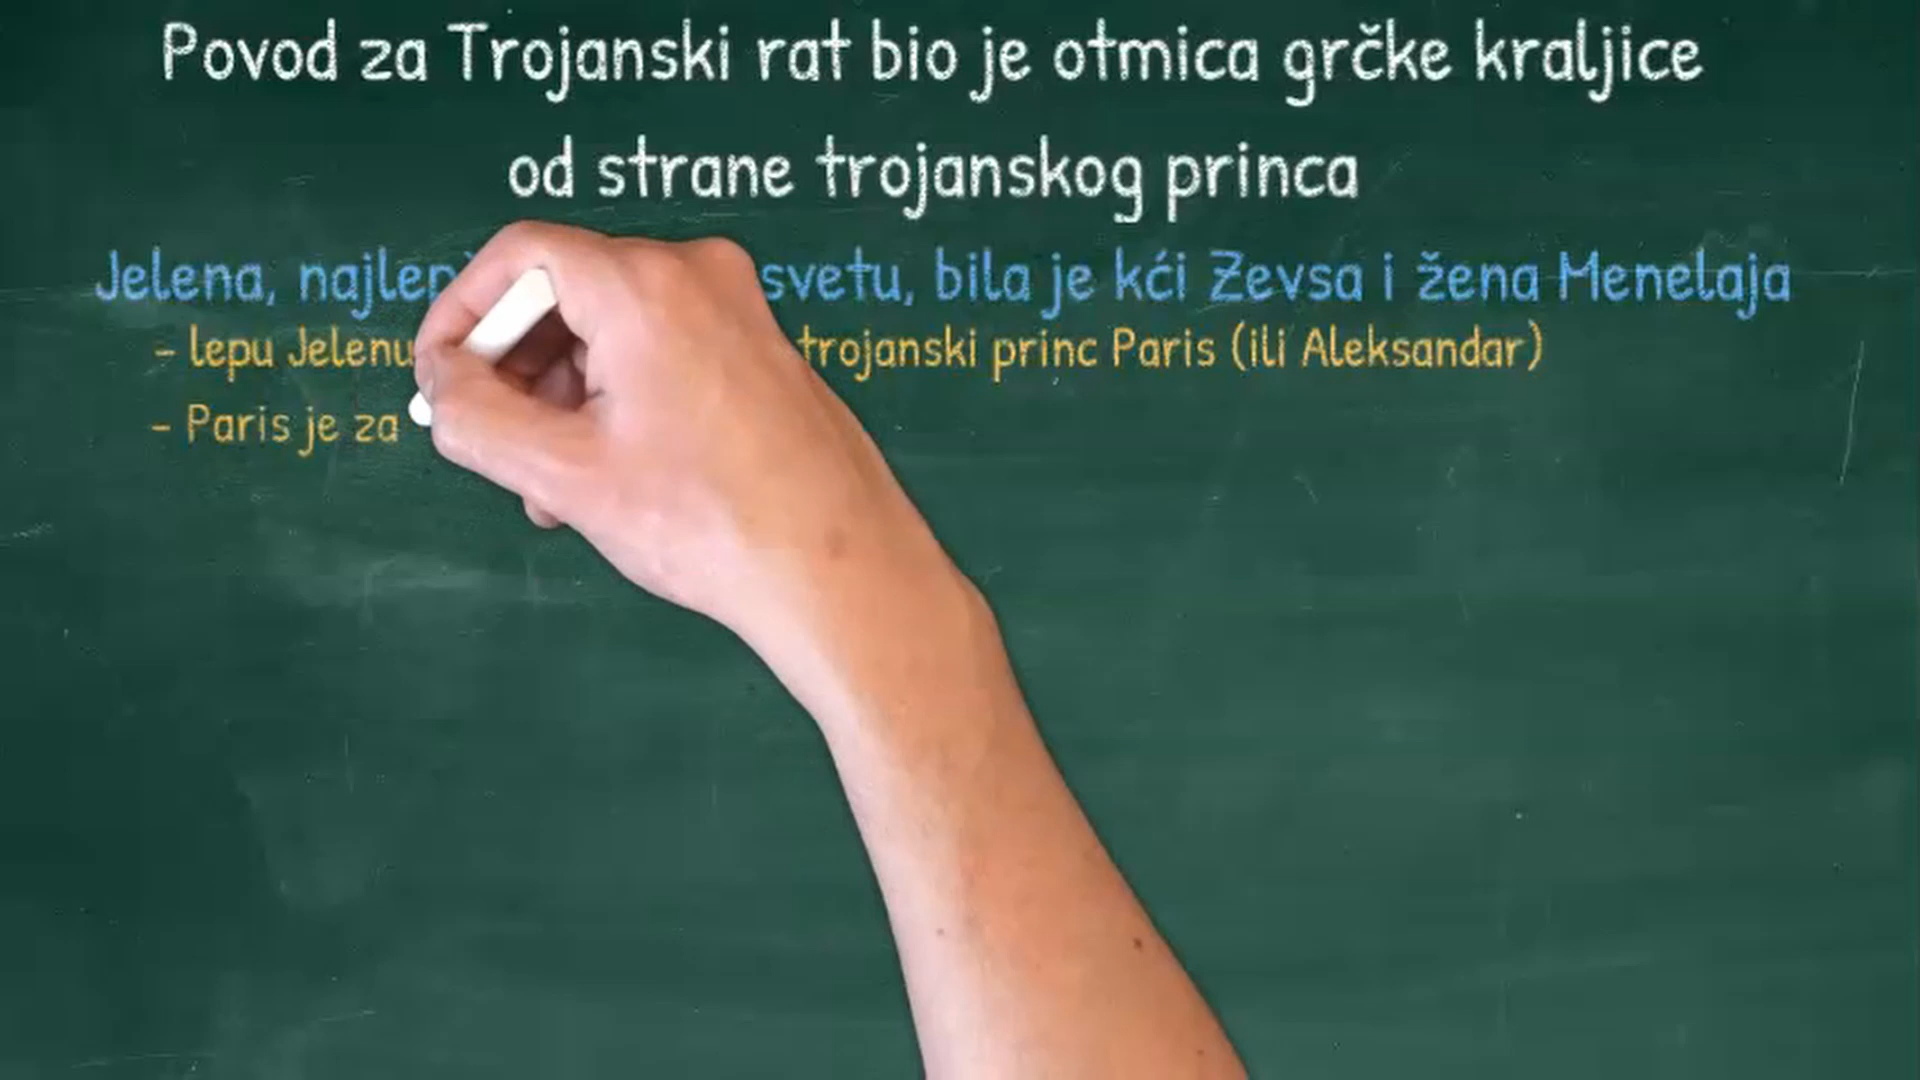 Povod za Trojanski rat bio je otmica grčke kraljice
od strane trojanskog princa
Jelena, svetu, bila je kći Zevsa i žena Menelaja
- lepu Jelenu trojanski princ Paris (ili Aleksandar)
- Paris je za